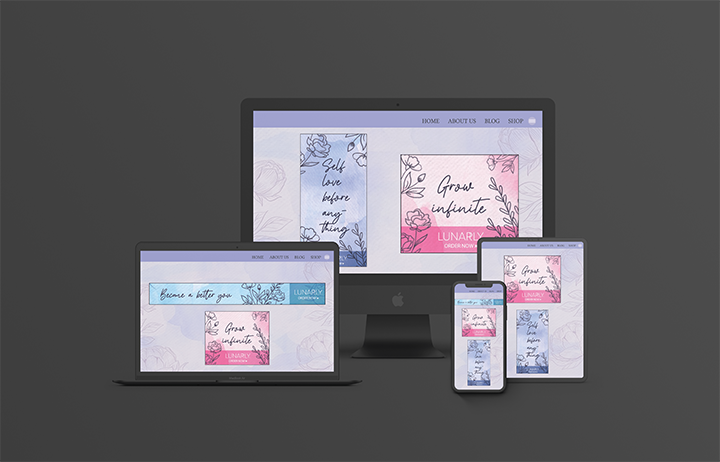 HOME ABOUT US BLOG SHOP
Self
love
before
any-
thing
Grow
infinite
LUNARLY
ORDER NOW
HOME ABOUT US BLOG SHOP
Become a better you
LUNARLY
ORDER NOW
Grow
infinite
LUNARLY
ORDER NOW
Grow
infinite
Self
love
before
any-
thing
HOME ABOUT US BLOG SHOP
Grow
infinite
LUNARLY
Self
love
before
any-
thing